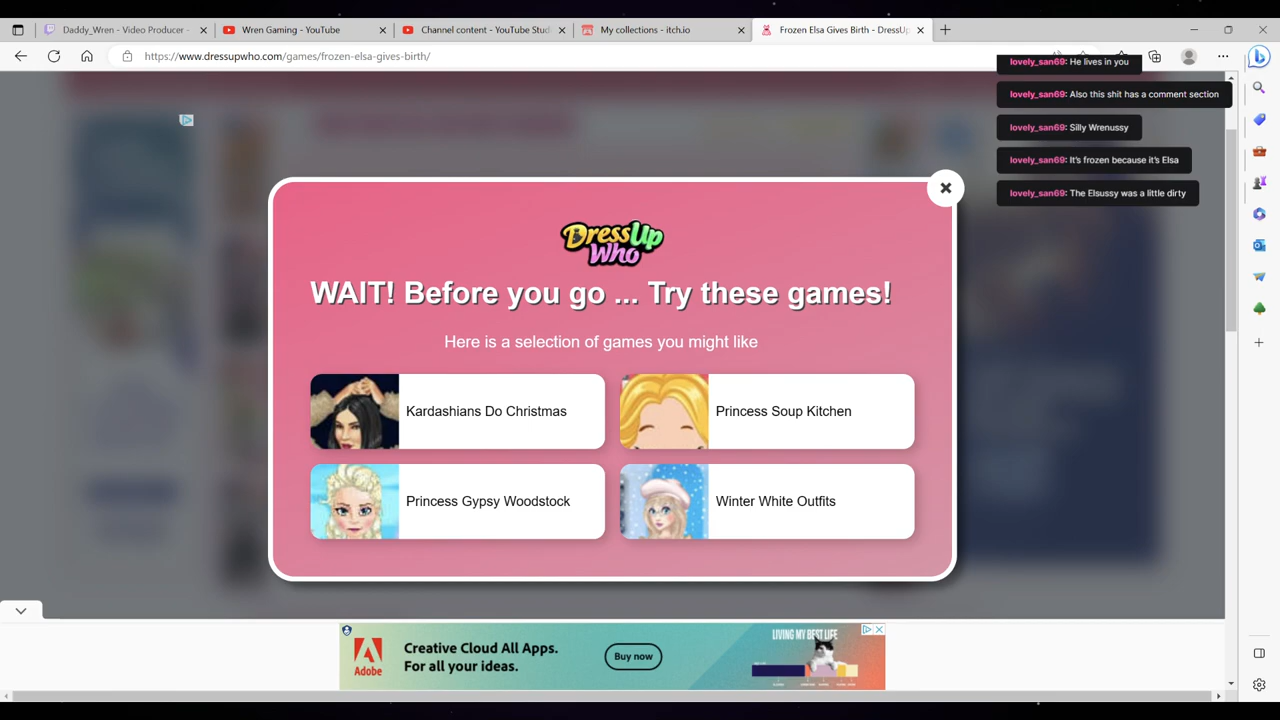 Daddy_Wren - Video Producer -
Wren Gaming - YouTube
Channel content - YouTube Stud
My collections - itch.io
Frozen Elsa Gives Birth - DressUp
https://www.dressupwho.com/games/frozen-elsa-gives-birth/
lovely_san69: He lives in you
lovely_san69: Also this shit has a comment section
lovely_san69: Silly Wrenussy
lovely_san69: It's frozen because it's Elsa
lovely_san69: The Elsussy was a little dirty
DressUp
Who
WAIT! Before you go ... Try these games!
Here is a selection of games you might like
Kardashians Do Christmas
Princess Soup Kitchen
Princess Gypsy Woodstock
Winter White Outfits
Adobe
Creative Cloud All Apps.
For all your ideas.
Buy now
LIVING MY BEST LIFE